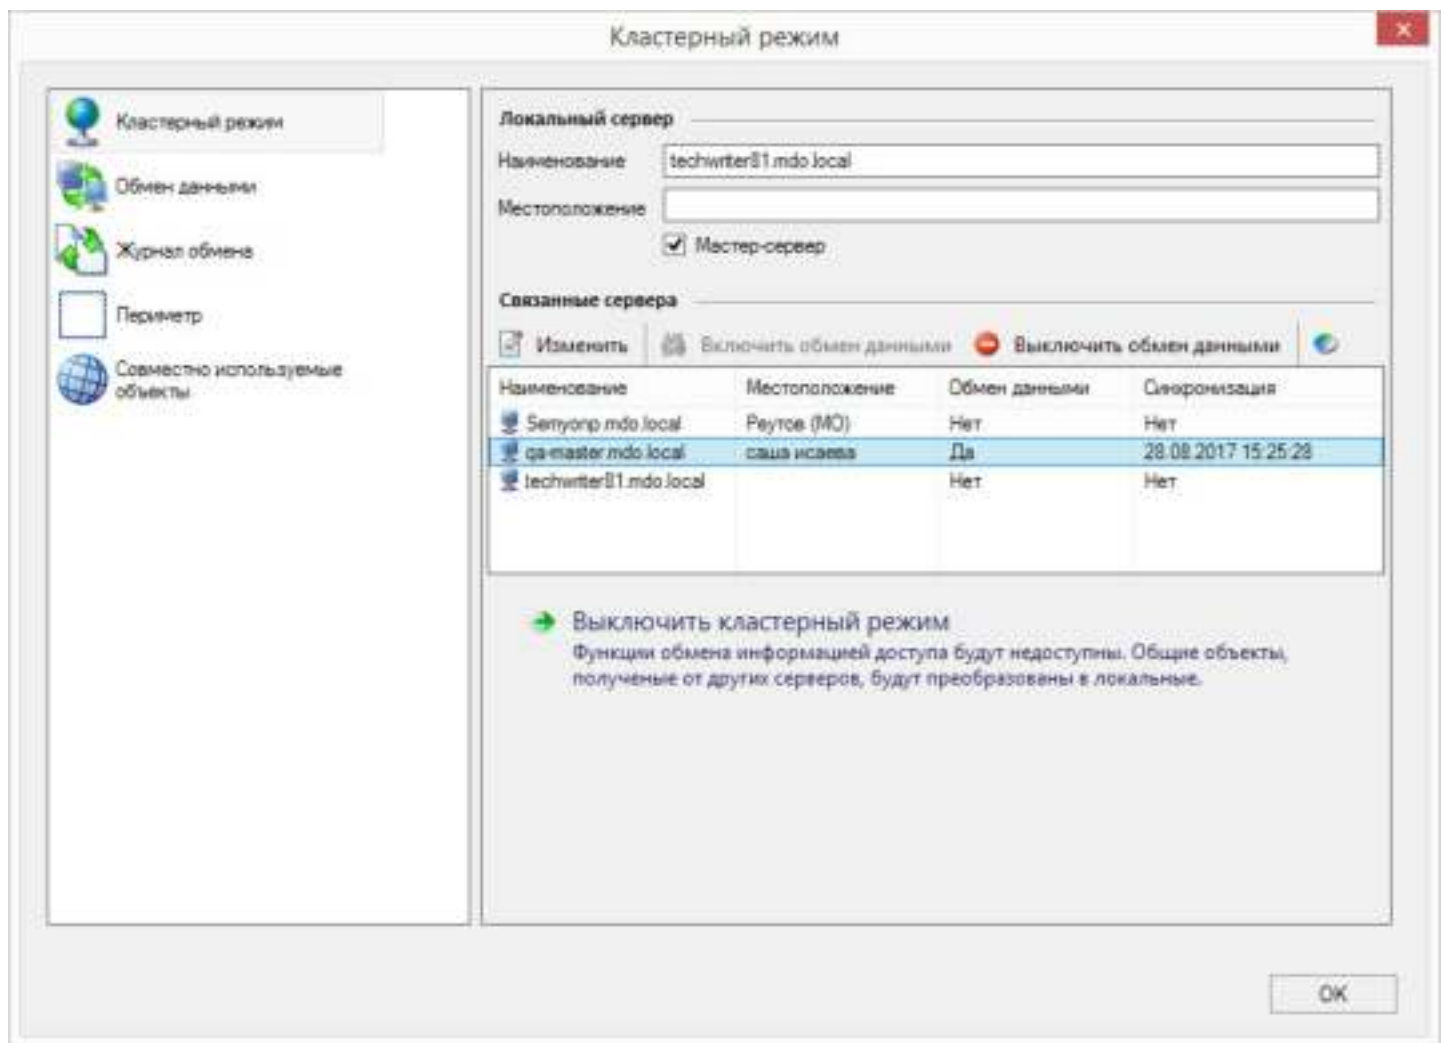 Кластерный режим
Кластерный режим
Обмен данными
Журнал обмена
Периметр
Совместно используемые
объекты
Локальный сервер
Наименование techwriter81.mdo.local
Местоположение
Мастер-сервер
Связанные сервера
Изменить Включить обмен данными Выключить обмен данными
Наименование Местоположение Обмен данными Синхронизация
Semyonp.mdo.local Реутов (МО) Нет Нет
qa-master.mdo.local саша исаева Да 28.08.2017 15:25:28
techwriter81.mdo.local Нет Нет
Выключить кластерный режим
Функции обмена информацией доступа будут недоступны. Общие объекты,
полученые от других серверов, будут преобразованы в локальные.
OK